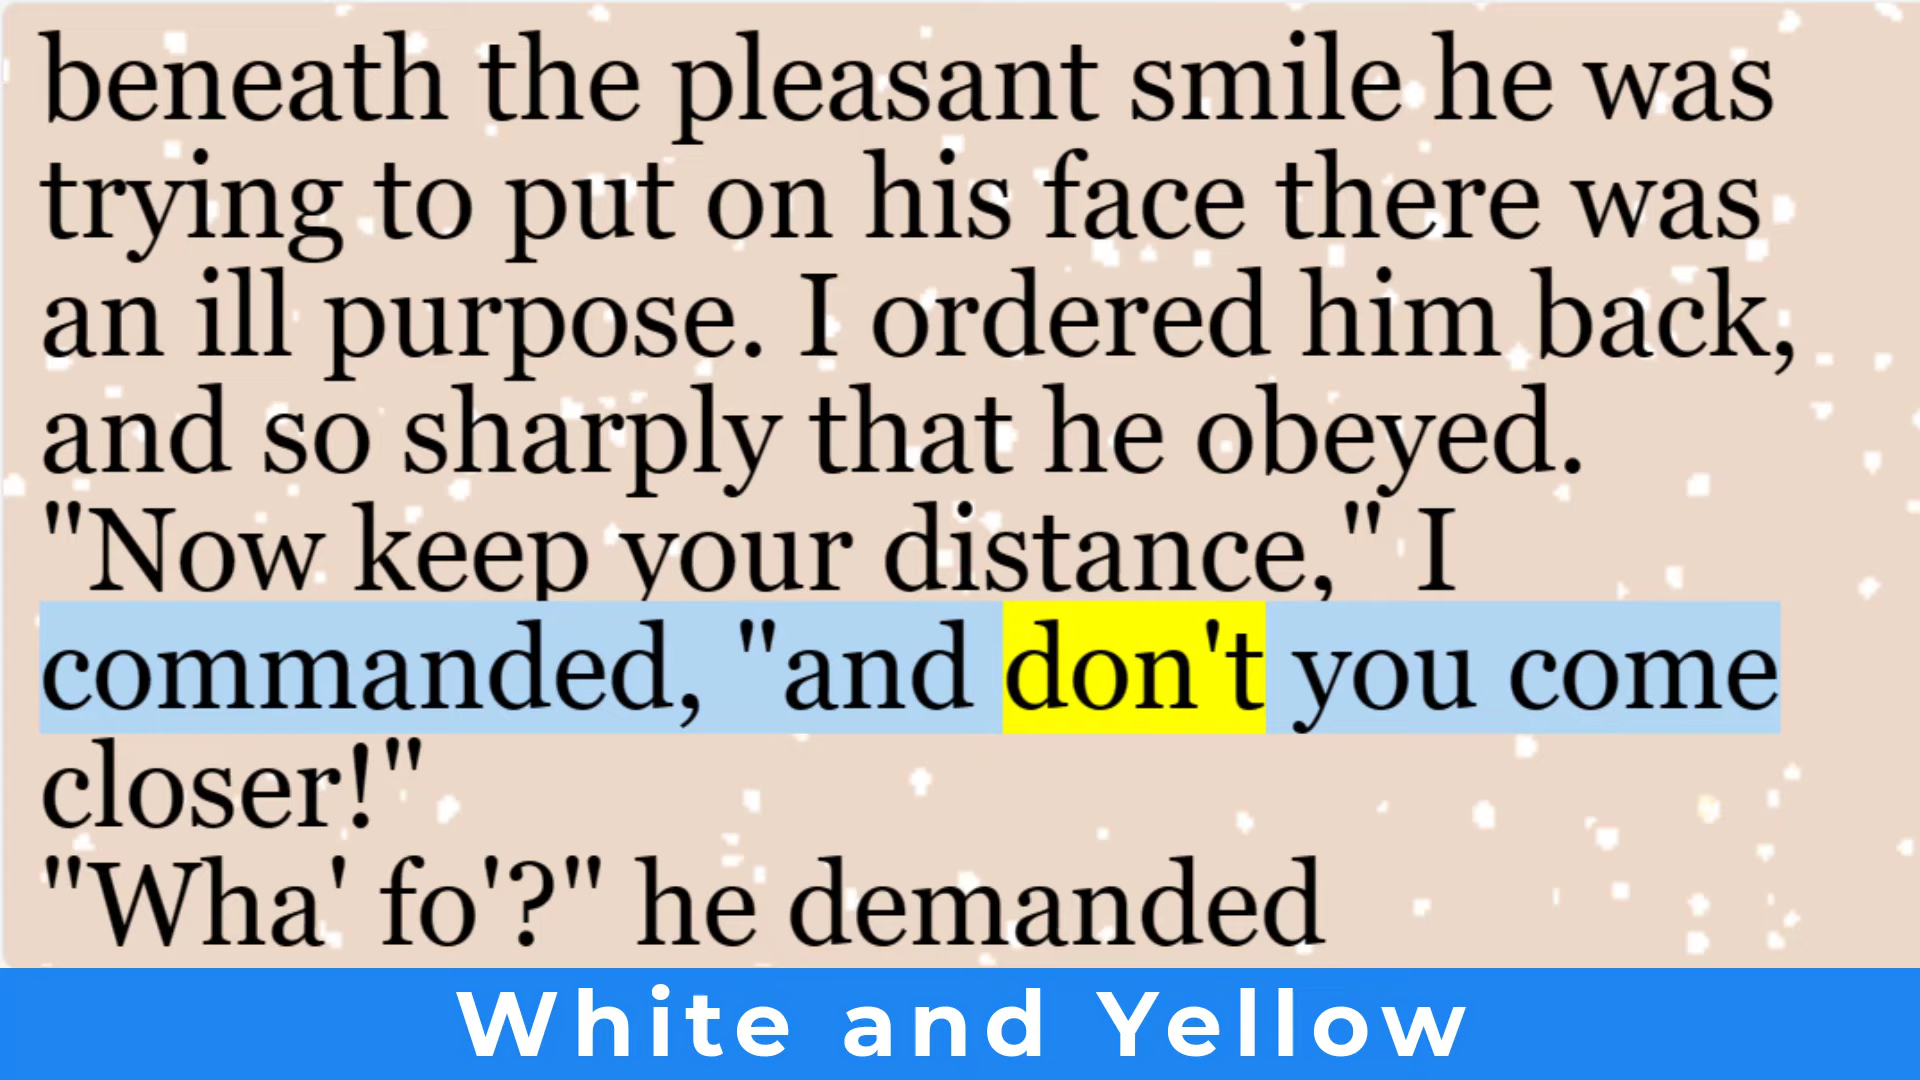 beneath the pleasant smile he was
trying to put on his face there was
an ill purpose. I ordered him back,
and so sharply that he obeyed.
"Now keep your distance," I
commanded, "and don't you come
closer!"
"Wha' fo'?" he demanded
White and Yellow